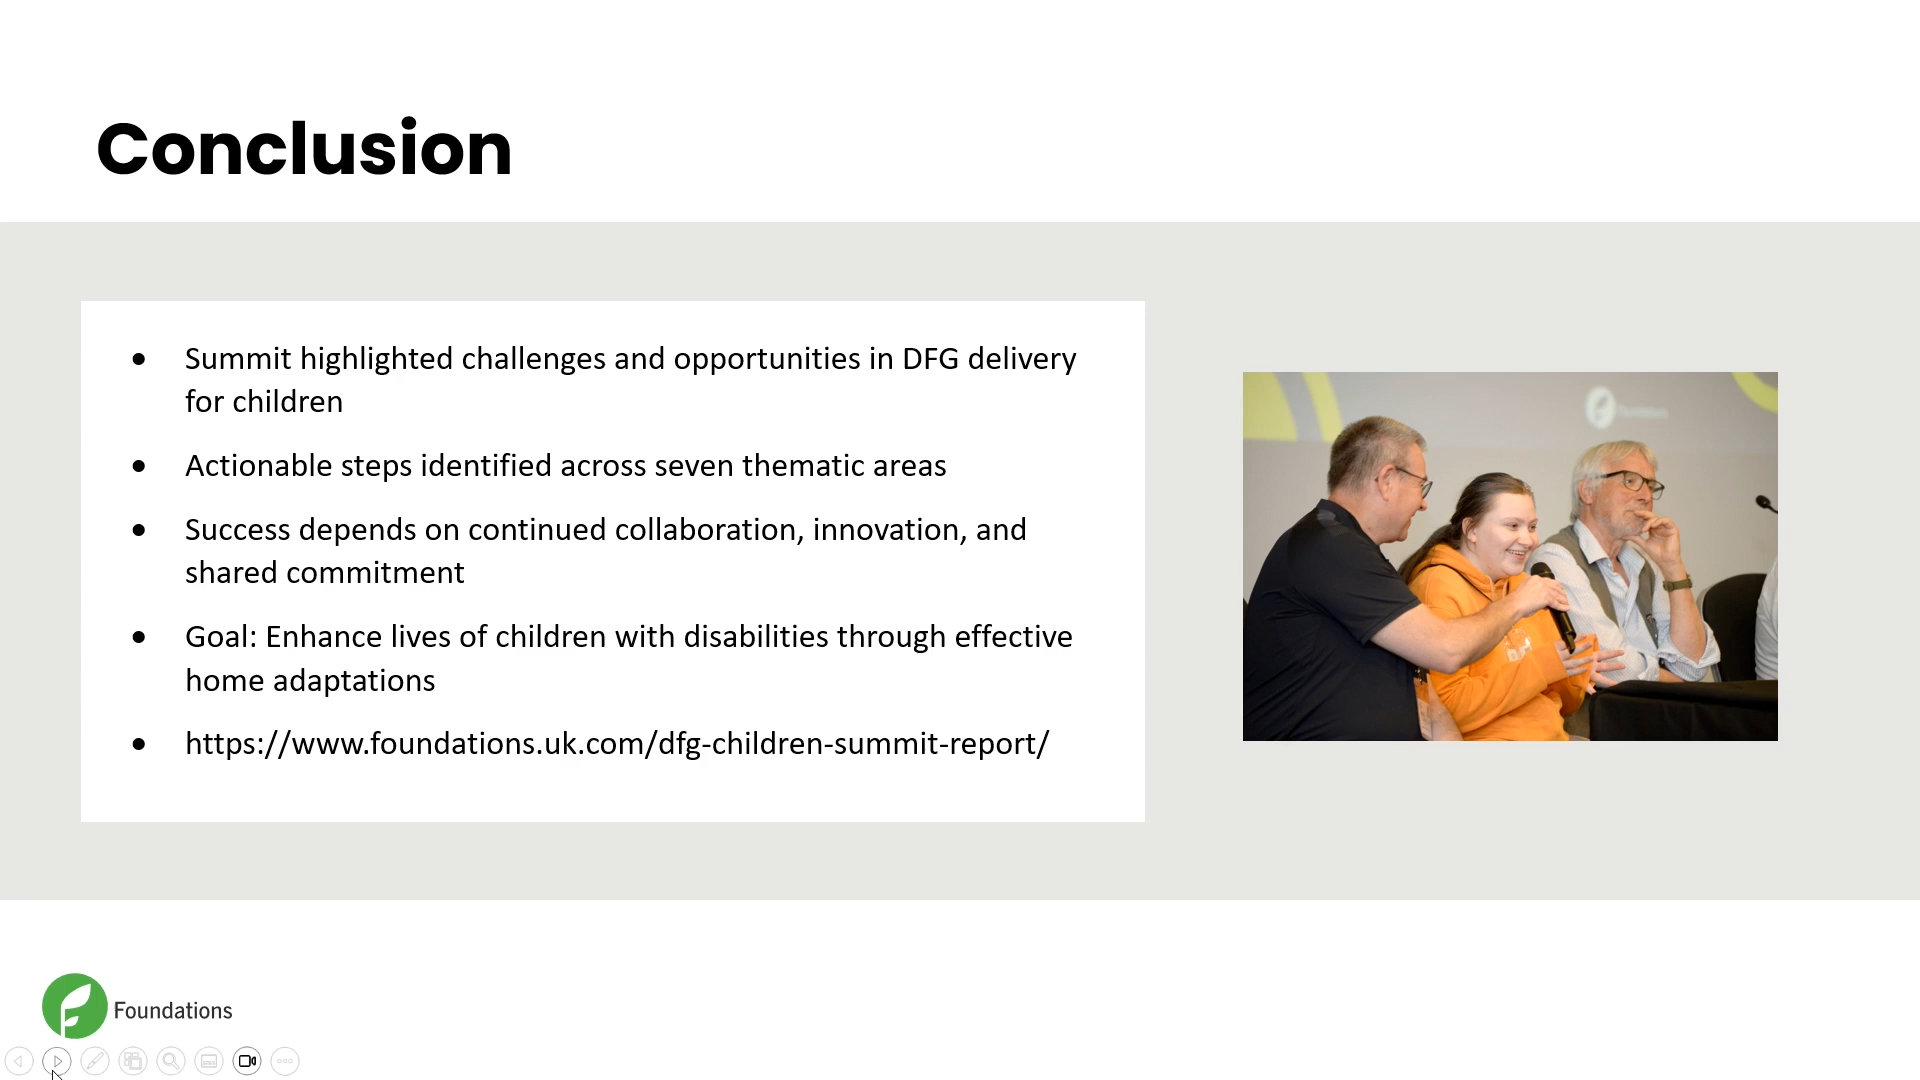 Conclusion
• Summit highlighted challenges and opportunities in DFG delivery
for children
• Actionable steps identified across seven thematic areas
• Success depends on continued collaboration, innovation, and
shared commitment
• Goal: Enhance lives of children with disabilities through effective
home adaptations
• https://www.foundations.uk.com/dfg-children-summit-report/
Foundations
Foundations